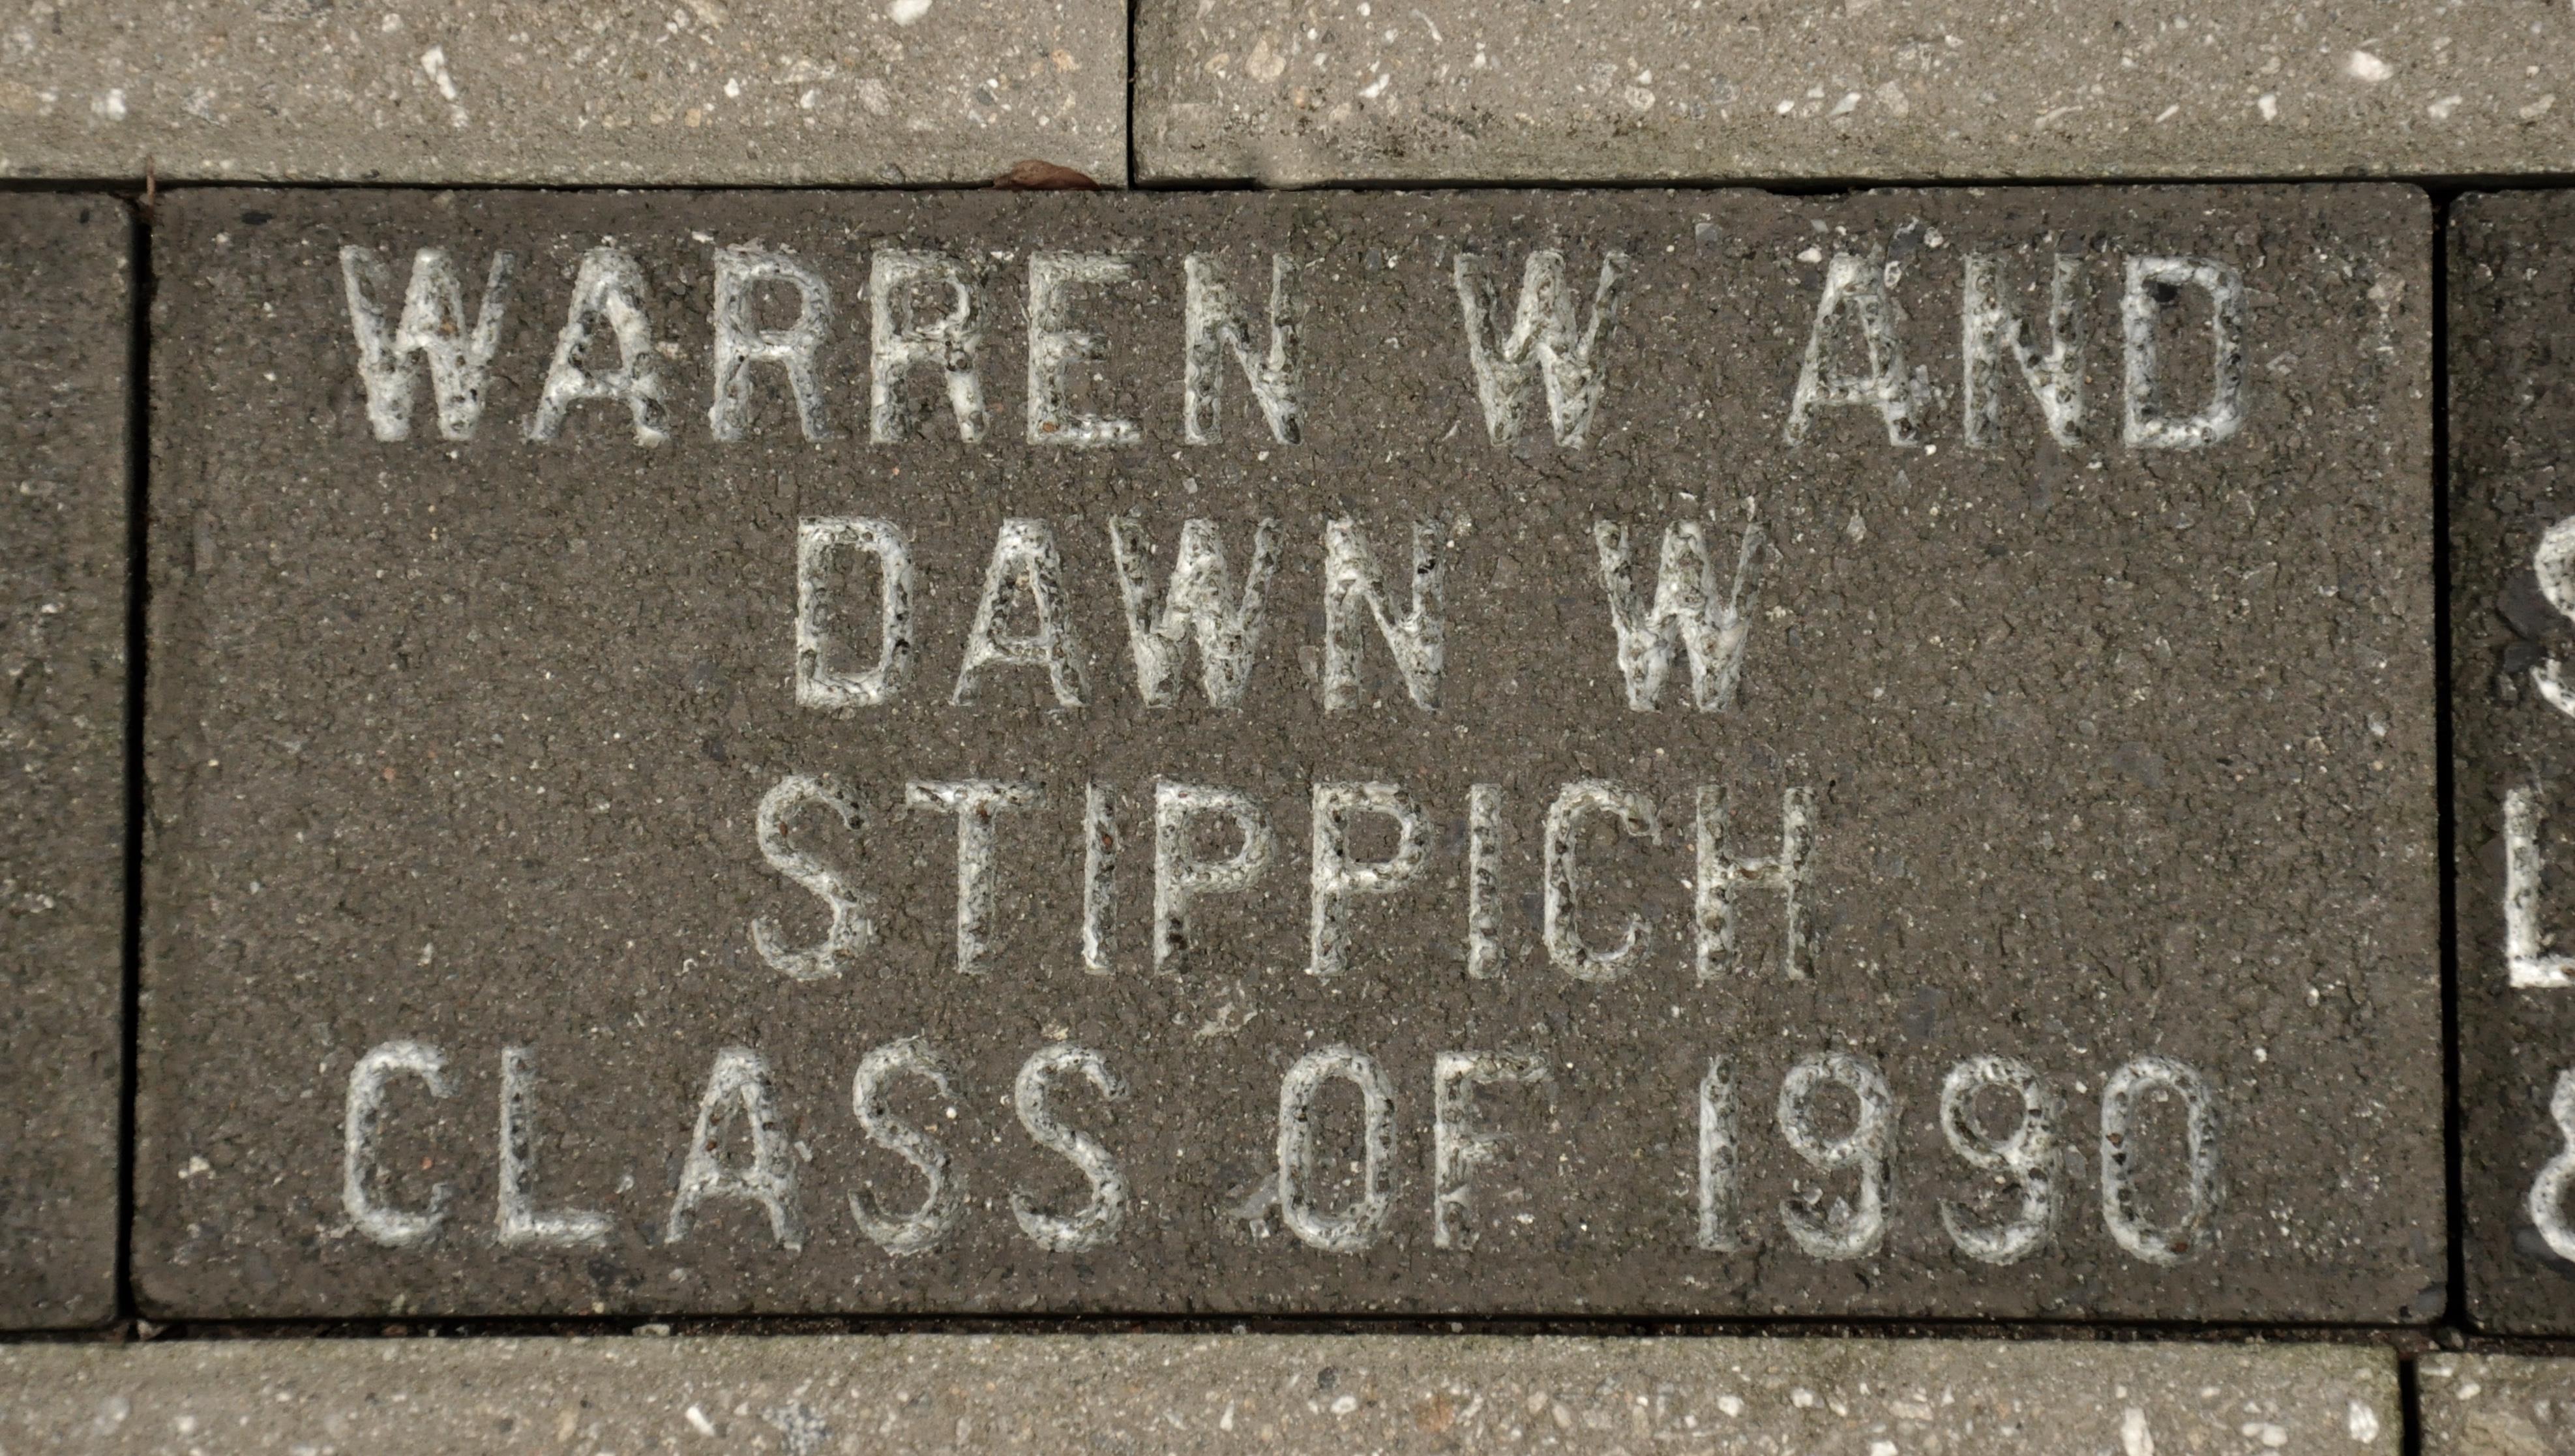 WARREN W AND
DAWN W
STIPPICH
CLASS OF 1990